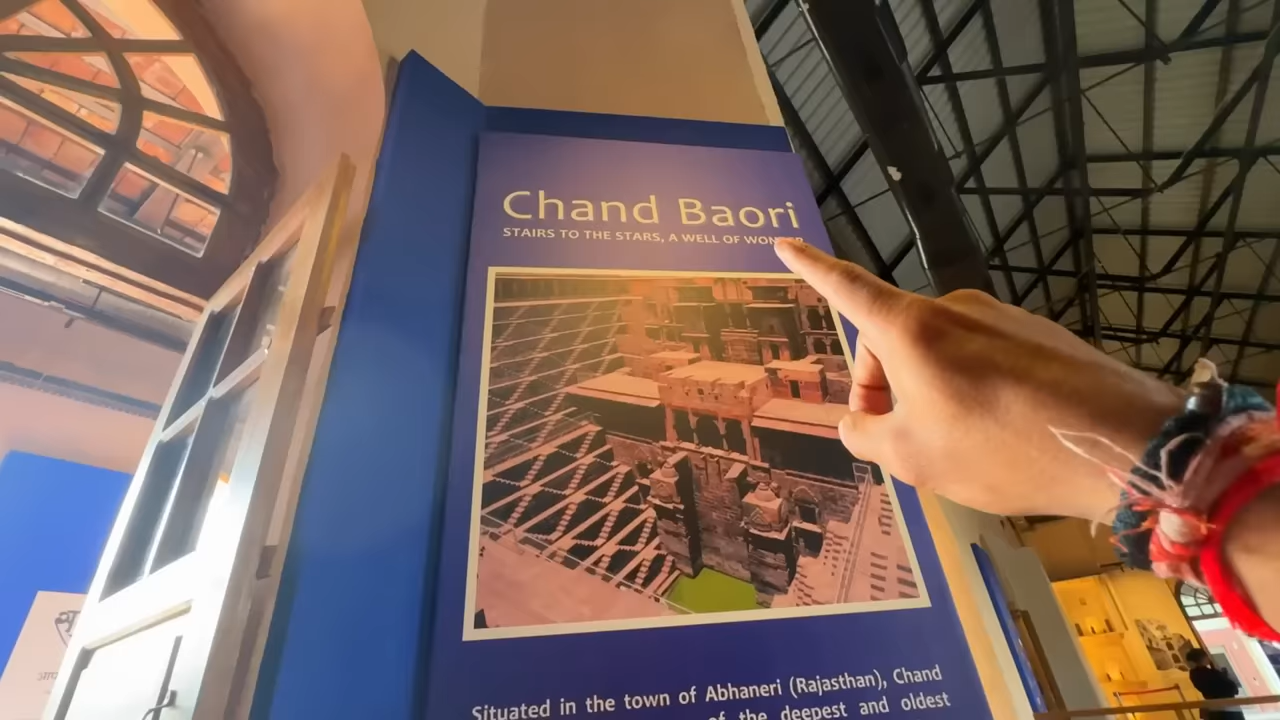 Chand Baori
STAIRS TO THE STARS, A WELL OF
Situated in the town of Abhaneri (Rajasthan), Chand
of the deepest and oldest